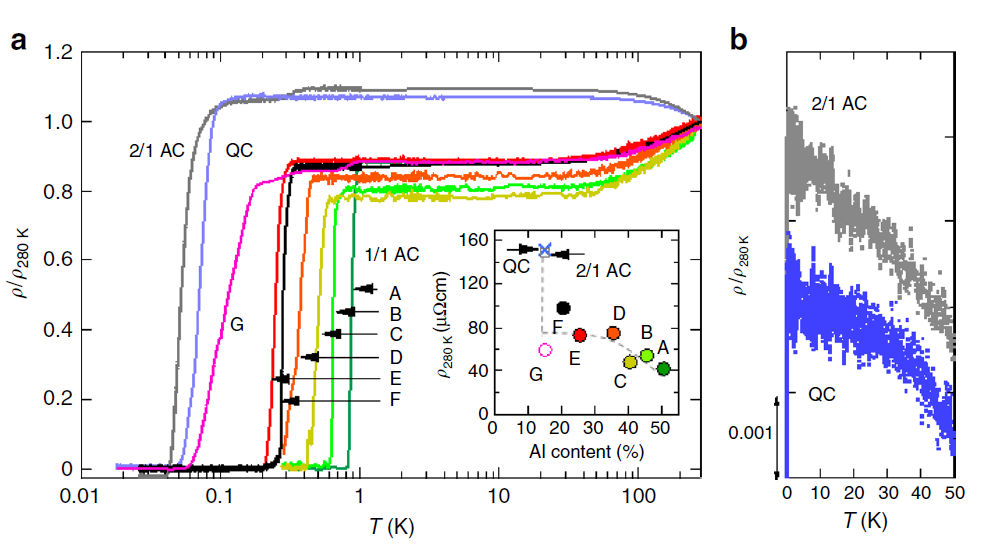 a
b
1.2
1.0
0.8
0.6
0.4
0.2
0
ρ/ρ280 K
0.01
0.1
1
10
100
T (K)
2/1 AC
QC
G
1/1 AC
A
B
C
D
E
F
160
120
80
40
0
ρ280 K (μΩcm)
0 10 20 30 40 50
Al content (%)
QC
2/1 AC
F
D
B
A
E
C
G
2/1 AC
QC
ρ/ρ280 K
0.001
0 10 20 30 40 50
T (K)